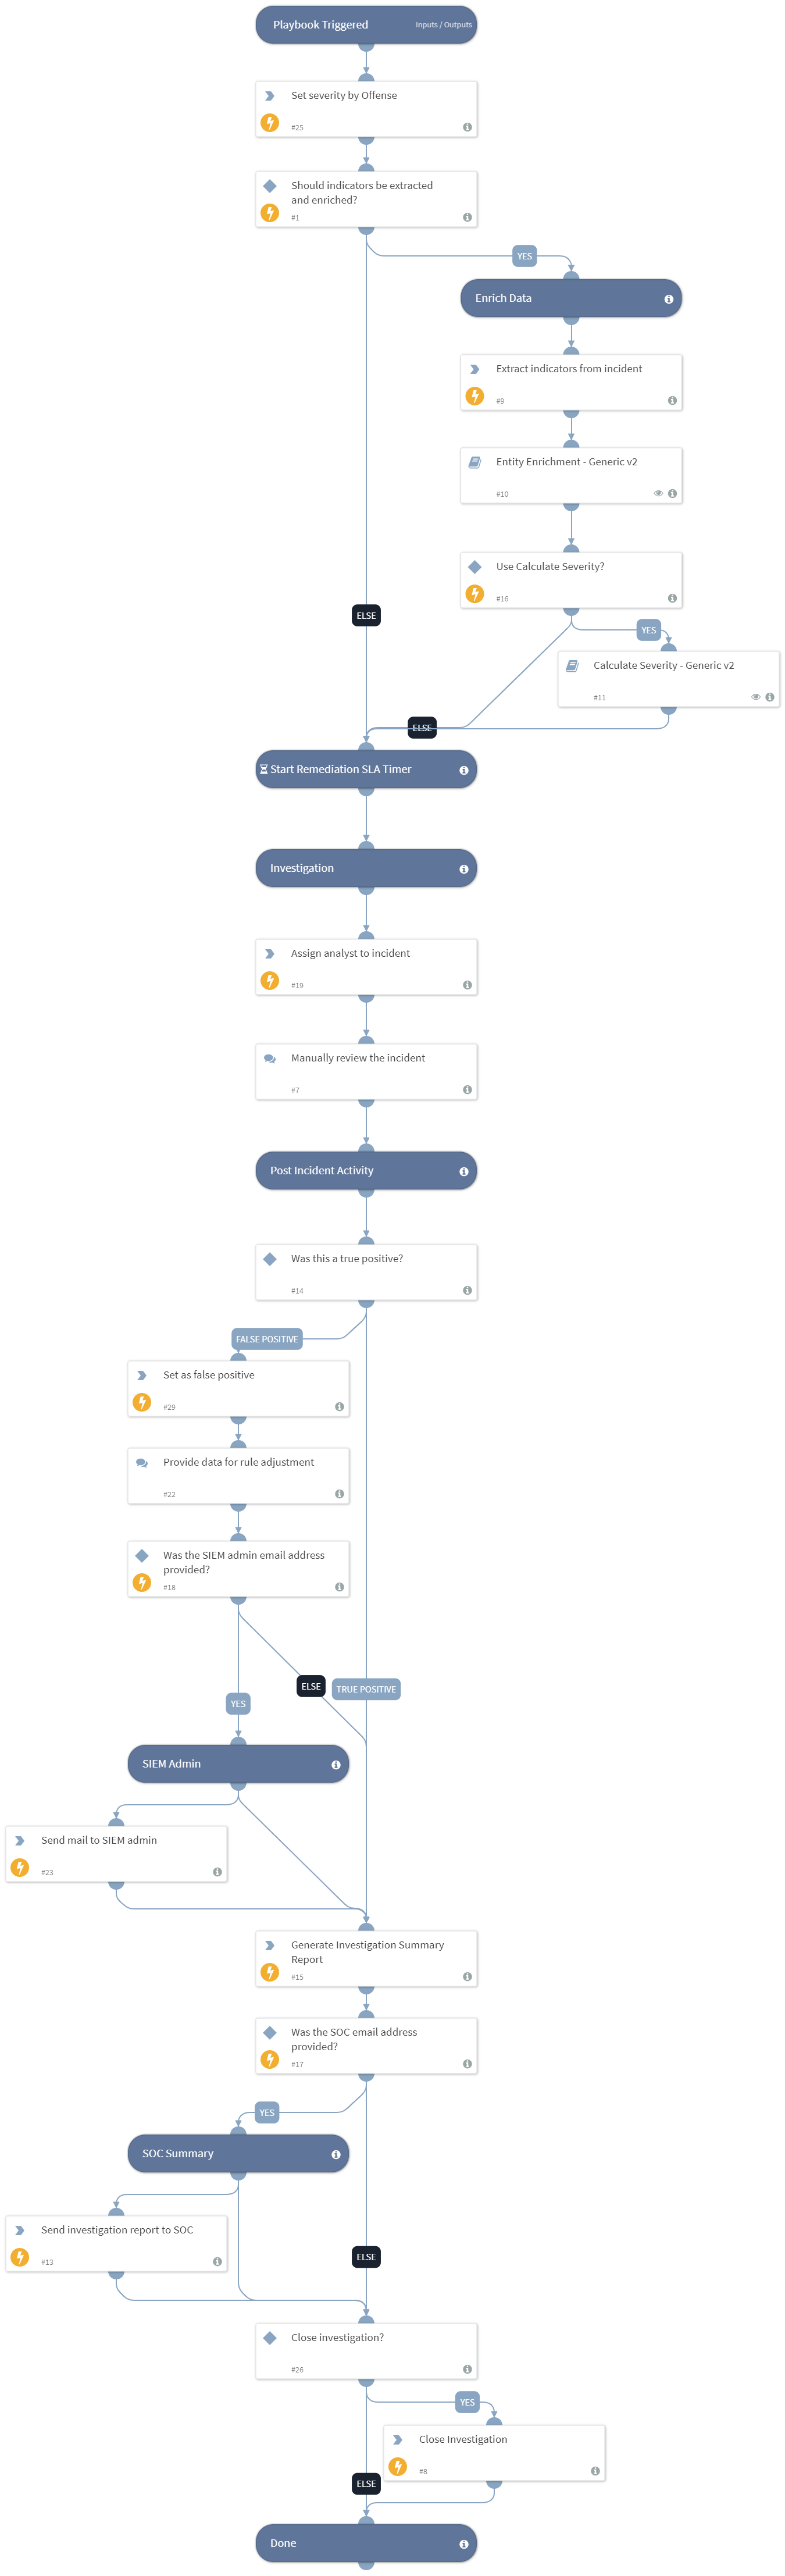 Playbook Triggered
Inputs / Outputs
Set severity by Offense
#25
Should indicators be extracted
and enriched?
#1
YES
Enrich Data
Extract indicators from incident
#9
Entity Enrichment - Generic v2
#10
Use Calculate Severity?
#16
ELSE
YES
Calculate Severity - Generic v2
#11
ELSE
Start Remediation SLA Timer
Investigation
Assign analyst to incident
#19
Manually review the incident
#7
Post Incident Activity
Was this a true positive?
#14
FALSE POSITIVE
Set as false positive
#29
Provide data for rule adjustment
#22
Was the SIEM admin email address
provided?
#18
ELSE
TRUE POSITIVE
YES
SIEM Admin
Send mail to SIEM admin
#23
Generate Investigation Summary
Report
#15
Was the SOC email address
provided?
#17
YES
SOC Summary
Send investigation report to SOC
#13
ELSE
Close investigation?
#26
YES
Close Investigation
#8
ELSE
Done